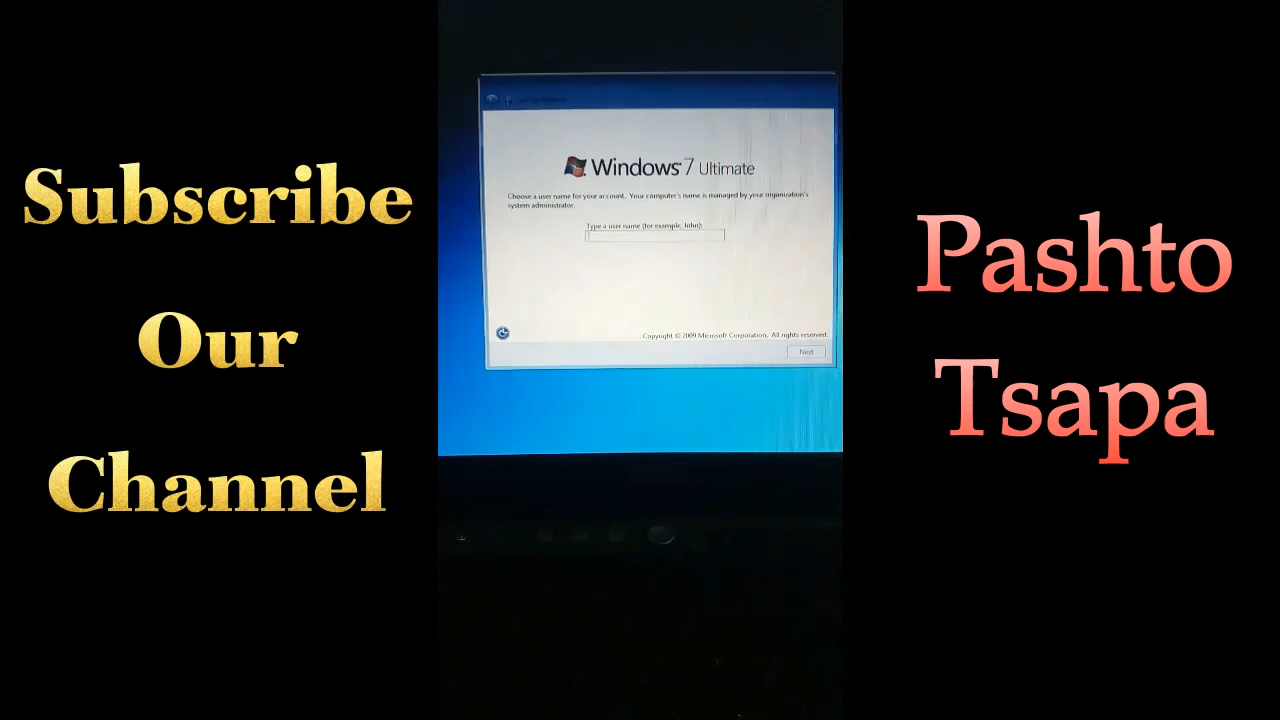 Subscribe
Our
Channel
Windows 7 Ultimate
Choose a user name for your account. Your computer's name is managed by your organization's
system administrator.
Type a user name (for example, John):
Copyright © 2009 Microsoft Corporation. All rights reserved.
Next
Pashto
Tsapa